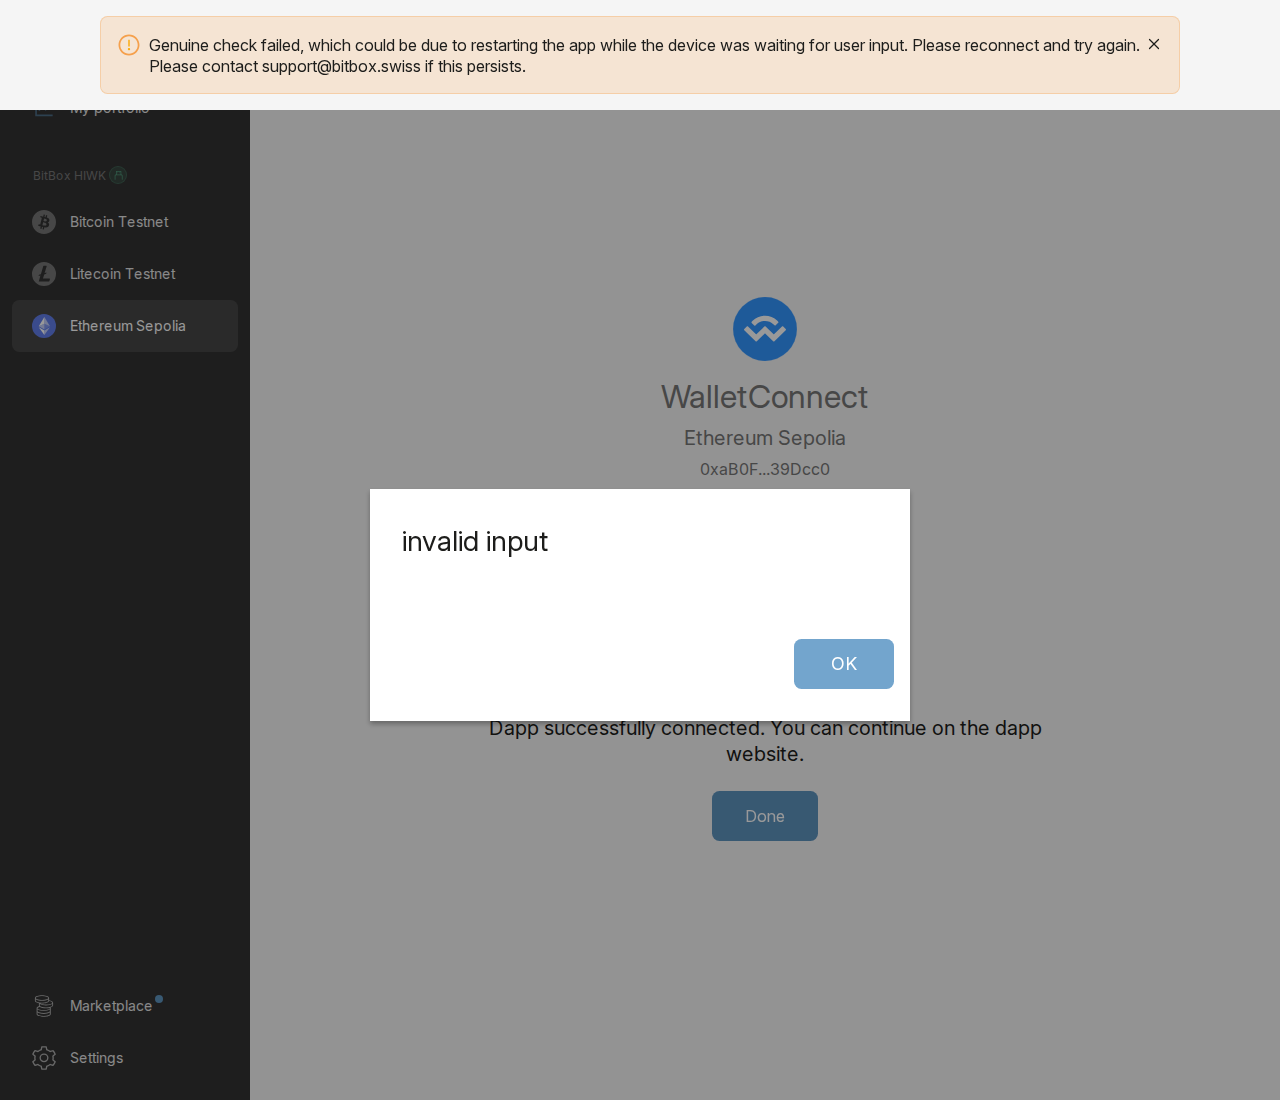 Genuine check failed, which could be due to restarting the app while the device was waiting for user input. Please reconnect and try again.
Please contact support@bitbox.swiss if this persists.
My portfolio
BitBox HIWK
Bitcoin Testnet
Litecoin Testnet
Ethereum Sepolia
WalletConnect
Ethereum Sepolia
0xaB0F...39Dcc0
invalid input
OK
Dapp successfully connected. You can continue on the dapp
website.
Done
Marketplace
Settings